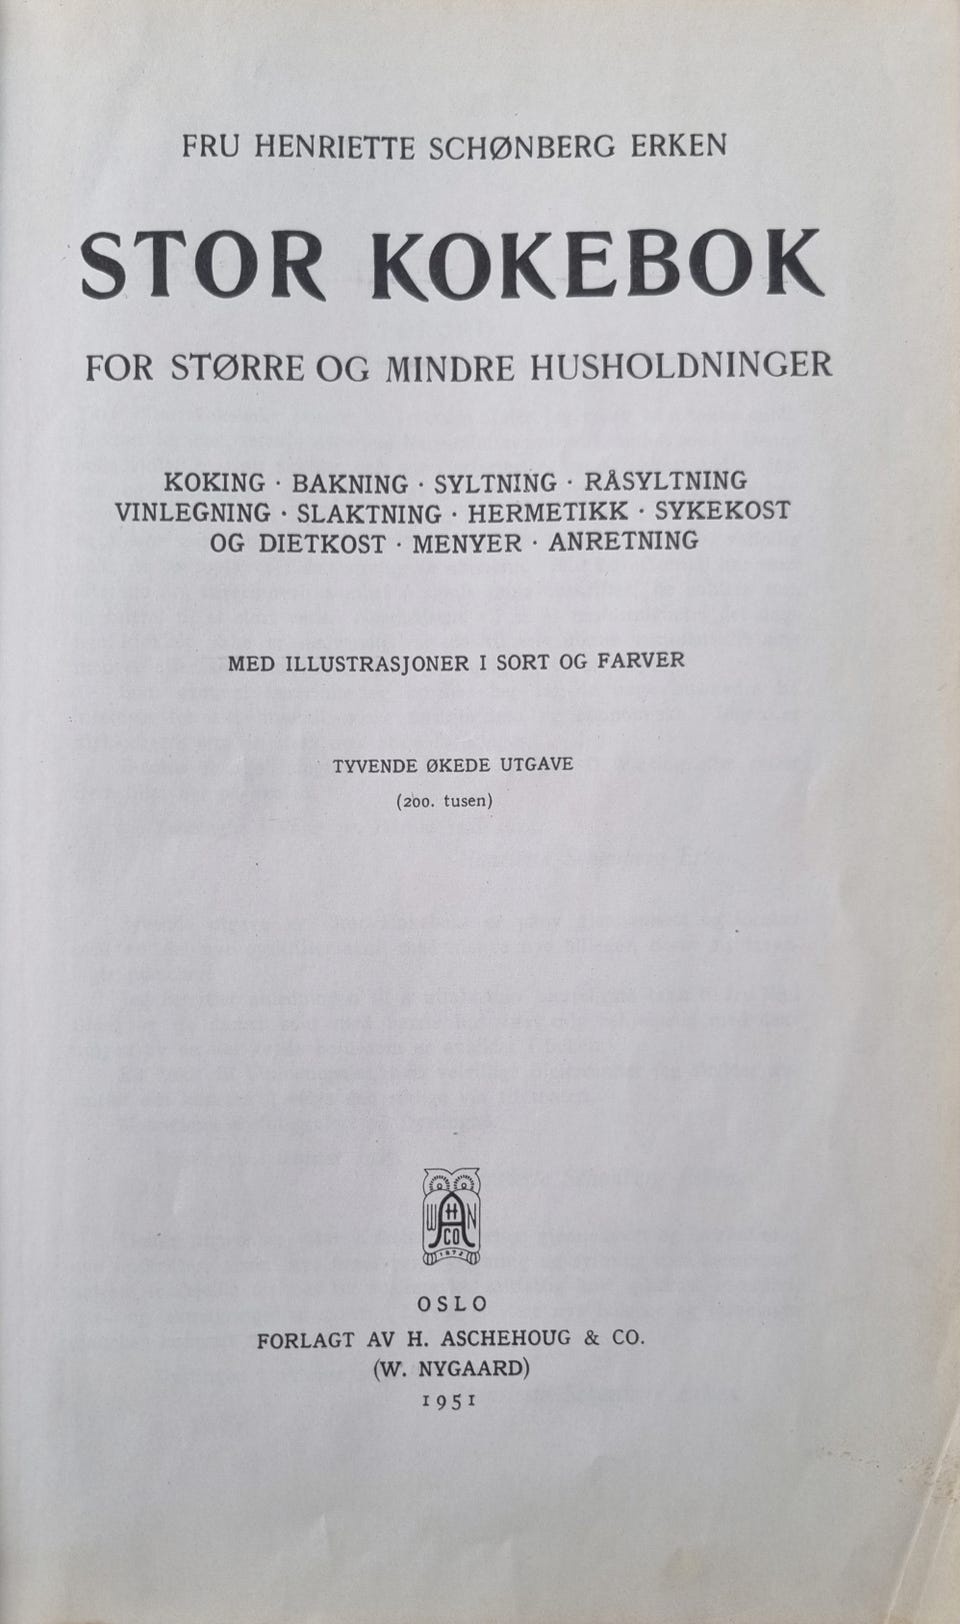 FRU HENRIETTE SCHØNBERG ERKEN
STOR KOKEBOK
FOR STØRRE OG MINDRE HUSHOLDNINGER
KOKING · BAKNING · SYLTNING · RÅSYLTNING
VINLEGNING · SLAKTNING · HERMETIKK · SYKEKOST
OG DIETKOST · MENYER · ANRETNING
MED ILLUSTRASJONER I SORT OG FARVER
TYVENDE ØKEDE UTGAVE
(200. tusen)
W H A N
CO
1872
OSLO
FORLAGT AV H. ASCHEHOUG & CO.
(W. NYGAARD)
1951